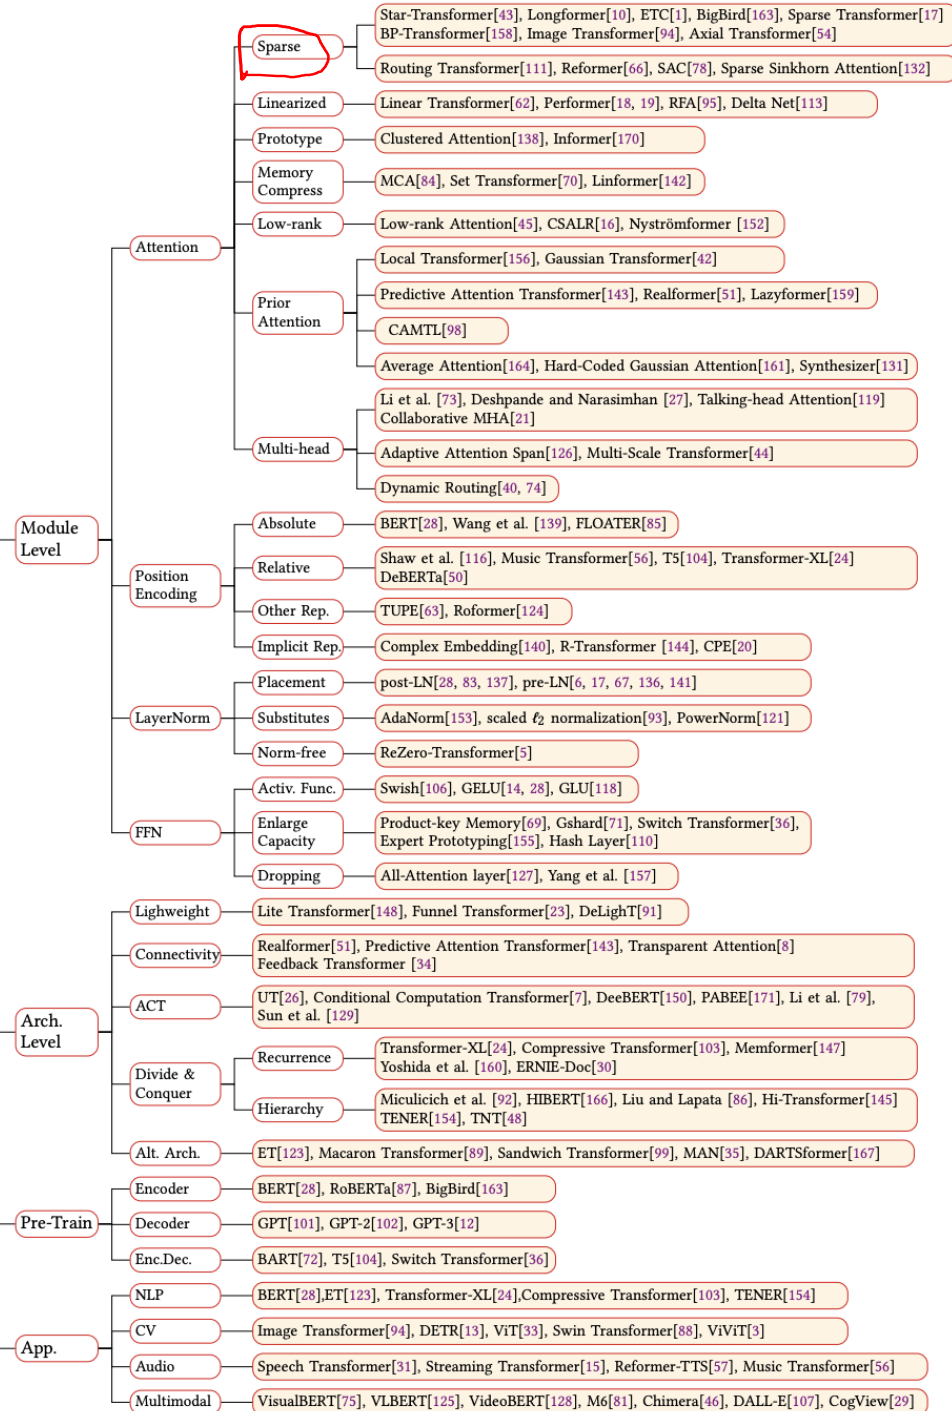 Star-Transformer[43], Longformer[10], ETC[1], BigBird[163], Sparse Transformer[17]
BP-Transformer[158], Image Transformer[94], Axial Transformer[54]
Sparse
Routing Transformer[111], Reformer[66], SAC[78], Sparse Sinkhorn Attention[132]
Linearized
Linear Transformer[62], Performer[18, 19], RFA[95], Delta Net[113]
Prototype
Clustered Attention[138], Informer[170]
Memory
Compress
MCA[84], Set Transformer[70], Linformer[142]
Low-rank
Low-rank Attention[45], CSALR[16], Nyströmformer [152]
Attention
Local Transformer[156], Gaussian Transformer[42]
Prior
Attention
Predictive Attention Transformer[143], Realformer[51], Lazyformer[159]
CAMTL[98]
Average Attention[164], Hard-Coded Gaussian Attention[161], Synthesizer[131]
Li et al. [73], Deshpande and Narasimhan [27], Talking-head Attention[119]
Collaborative MHA[21]
Multi-head
Adaptive Attention Span[126], Multi-Scale Transformer[44]
Dynamic Routing[40, 74]
Module
Level
Absolute
BERT[28], Wang et al. [139], FLOATER[85]
Position
Encoding
Relative
Shaw et al. [116], Music Transformer[56], T5[104], Transformer-XL[24]
DeBERTa[50]
Other Rep.
TUPE[63], Roformer[124]
Implicit Rep.
Complex Embedding[140], R-Transformer [144], CPE[20]
Placement
post-LN[28, 83, 137], pre-LN[6, 17, 67, 136, 141]
LayerNorm
Substitutes
AdaNorm[153], scaled ℓ2 normalization[93], PowerNorm[121]
Norm-free
ReZero-Transformer[5]
Activ. Func.
Swish[106], GELU[14, 28], GLU[118]
FFN
Enlarge
Capacity
Product-key Memory[69], Gshard[71], Switch Transformer[36],
Expert Prototyping[155], Hash Layer[110]
Dropping
All-Attention layer[127], Yang et al. [157]
Lighweight
Lite Transformer[148], Funnel Transformer[23], DeLighT[91]
Connectivity
Realformer[51], Predictive Attention Transformer[143], Transparent Attention[8]
Feedback Transformer [34]
ACT
UT[26], Conditional Computation Transformer[7], DeeBERT[150], PABEE[171], Li et al. [79],
Sun et al. [129]
Arch.
Level
Divide &
Conquer
Recurrence
Transformer-XL[24], Compressive Transformer[103], Memformer[147]
Yoshida et al. [160], ERNIE-Doc[30]
Hierarchy
Miculicich et al. [92], HIBERT[166], Liu and Lapata [86], Hi-Transformer[145]
TENER[154], TNT[48]
Alt. Arch.
ET[123], Macaron Transformer[89], Sandwich Transformer[99], MAN[35], DARTSformer[167]
Encoder
BERT[28], RoBERTa[87], BigBird[163]
Pre-Train
Decoder
GPT[101], GPT-2[102], GPT-3[12]
Enc.Dec.
BART[72], T5[104], Switch Transformer[36]
NLP
BERT[28],ET[123], Transformer-XL[24],Compressive Transformer[103], TENER[154]
App.
CV
Image Transformer[94], DETR[13], ViT[33], Swin Transformer[88], ViViT[3]
Audio
Speech Transformer[31], Streaming Transformer[15], Reformer-TTS[57], Music Transformer[56]
Multimodal
VisualBERT[75], VLBERT[125], VideoBERT[128], M6[81], Chimera[46], DALL-E[107], CogView[29]